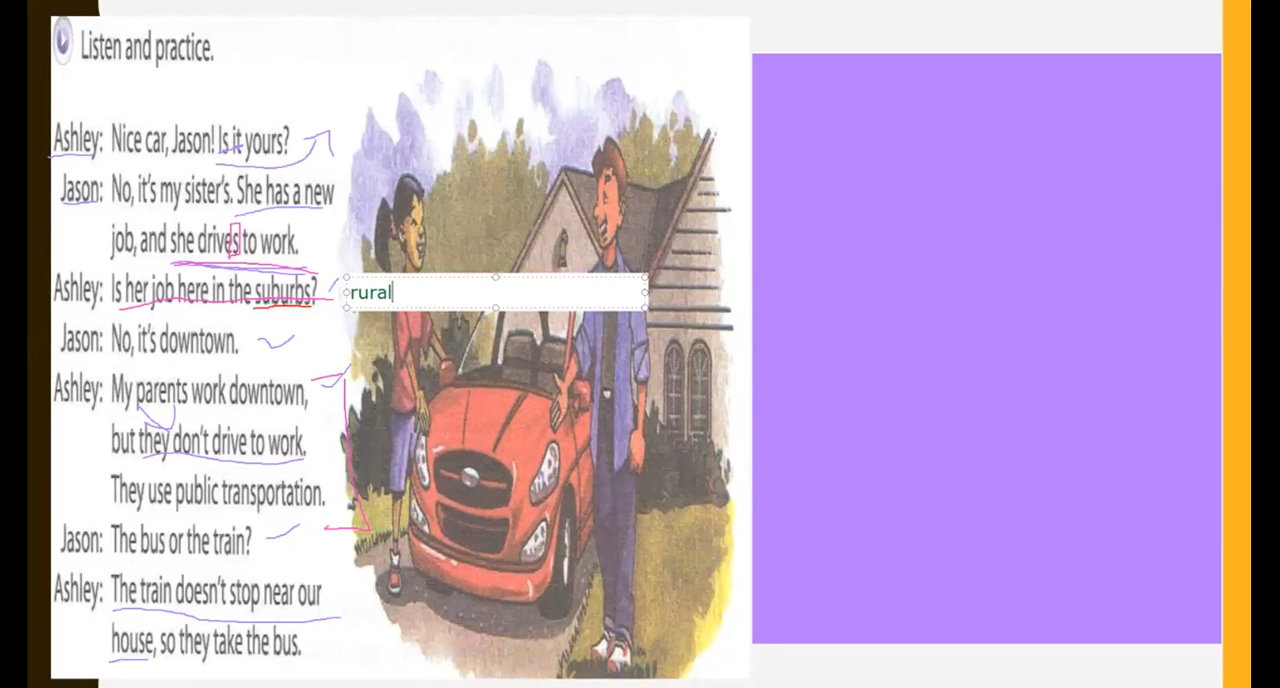 Listen and practice.
Ashley: Nice car, Jason! Is it yours?
Jason: No, it's my sister's. She has a new
job, and she drives to work.
Ashley: Is her job here in the suburbs?
rural
Jason: No, it's downtown.
Ashley: My parents work downtown,
but they don't drive to work.
They use public transportation.
Jason: The bus or the train?
Ashley: The train doesn't stop near our
house, so they take the bus.